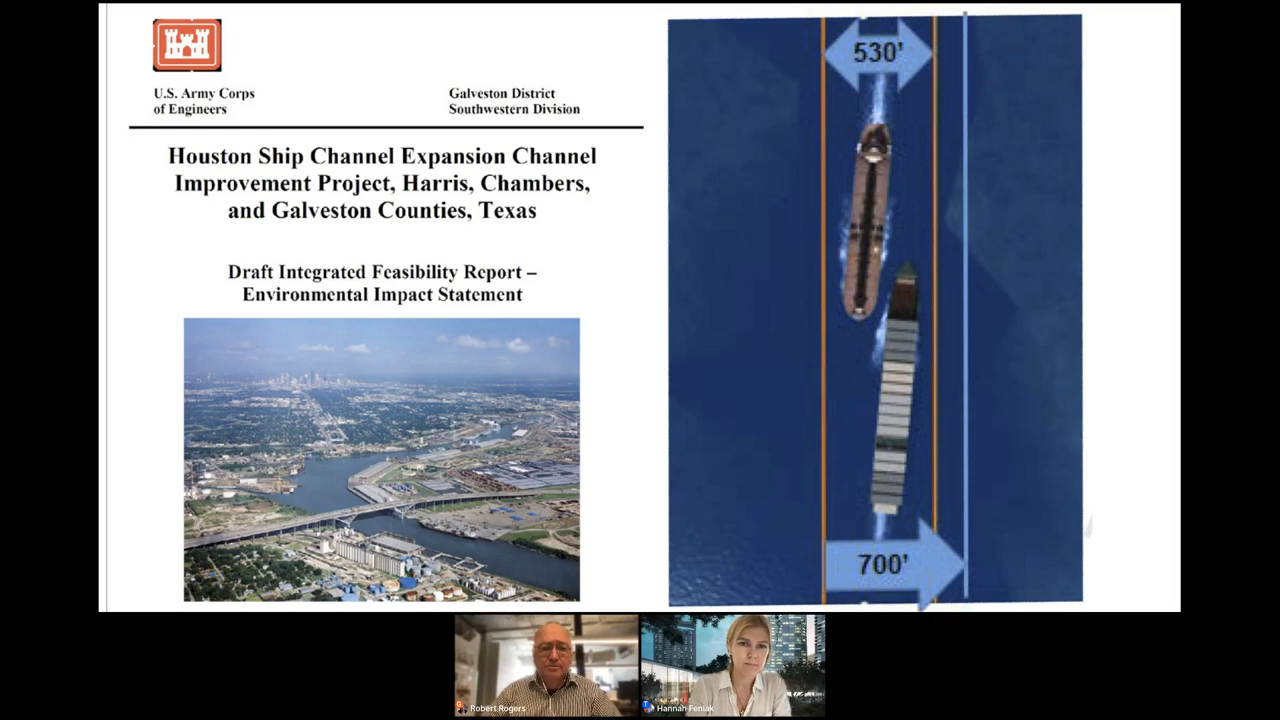 U.S. Army Corps
of Engineers
Galveston District
Southwestern Division
Houston Ship Channel Expansion Channel
Improvement Project, Harris, Chambers,
and Galveston Counties, Texas
Draft Integrated Feasibility Report –
Environmental Impact Statement
530'
700'
Robert Rogers
Hannah Feniak